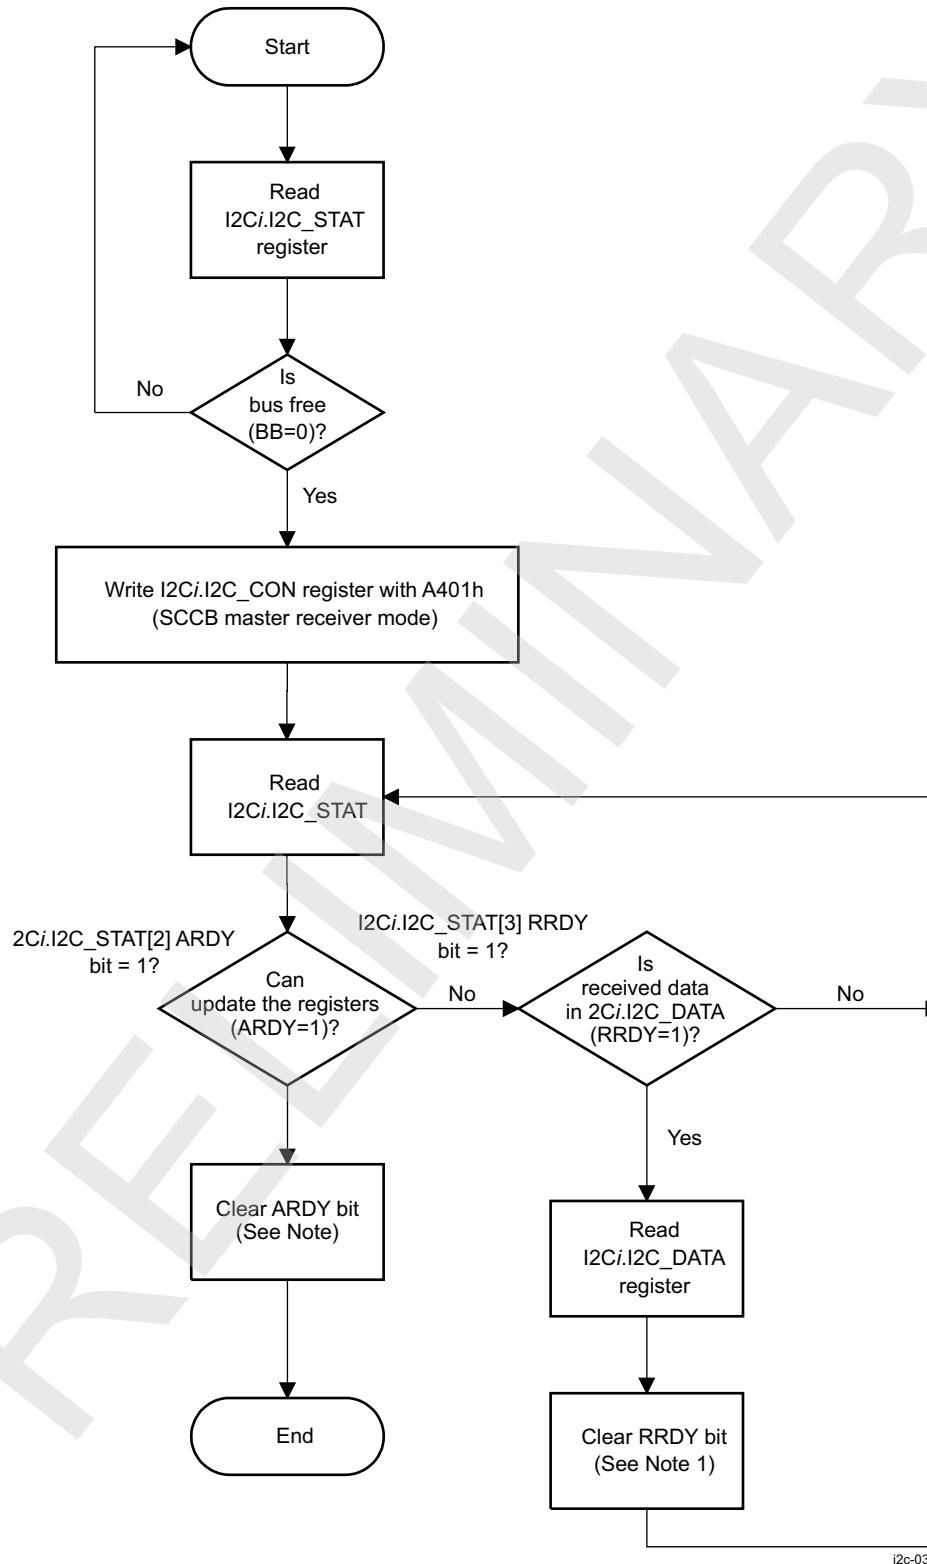 Start
Read
I2Ci.I2C_STAT
register
Is
bus free
(BB=0)?
No
Yes
Write I2Ci.I2C_CON register with A401h
(SCCB master receiver mode)
Read
I2Ci.I2C_STAT
2Ci.I2C_STAT[2] ARDY
bit = 1?
Can
update the registers
(ARDY=1)?
No
I2Ci.I2C_STAT[3] RRDY
bit = 1?
Is
received data
in 2Ci.I2C_DATA
(RRDY=1)?
No
Yes
Clear ARDY bit
(See Note)
Read
I2Ci.I2C_DATA
register
End
Clear RRDY bit
(See Note 1)
i2c-03
RELIMINAR